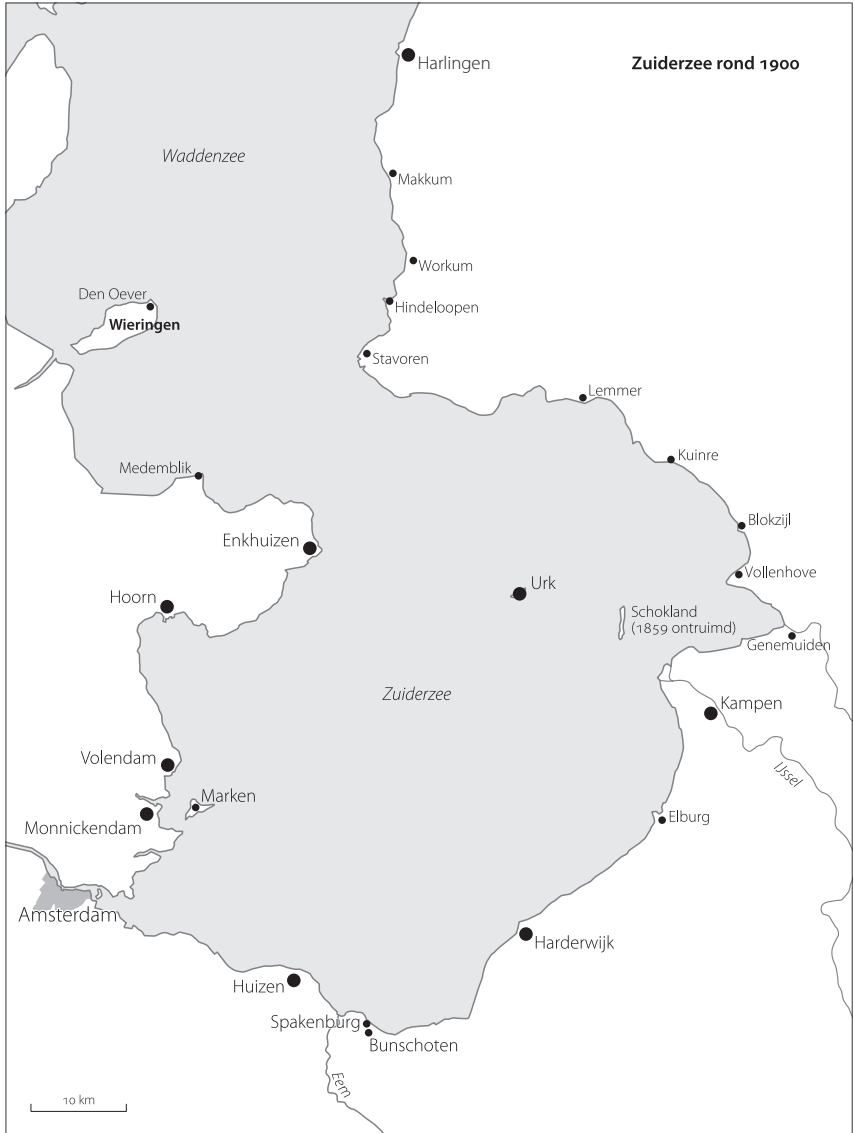 Zuiderzee rond 1900
Harlingen
Waddenzee
Makkum
Workum
Den Oever
Wieringen
Hindeloopen
Stavoren
Lemmer
Kuinre
Medemblik
Blokzijl
Enkhuizen
Vollenhove
Urk
Hoorn
Schokland
(1859 ontruimd)
Genemuiden
Zuiderzee
Kampen
Volendam
IJssel
Marken
Elburg
Monnickendam
Amsterdam
Harderwijk
Huizen
Spakenburg
Bunschoten
Eem
10 km